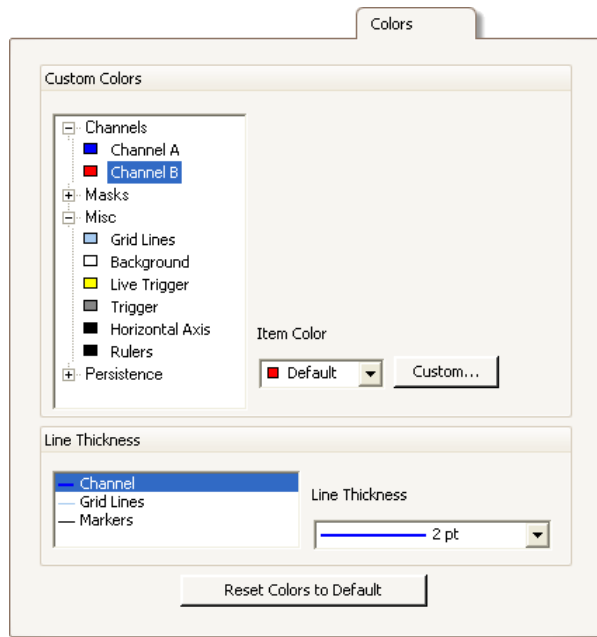 Colors
Custom Colors
Channels
Channel A
Channel B
Masks
Misc
Grid Lines
Background
Live Trigger
Trigger
Horizontal Axis
Rulers
Persistence
Item Color
Default
Custom...
Line Thickness
Channel
Grid Lines
Markers
Line Thickness
2 pt
Reset Colors to Default